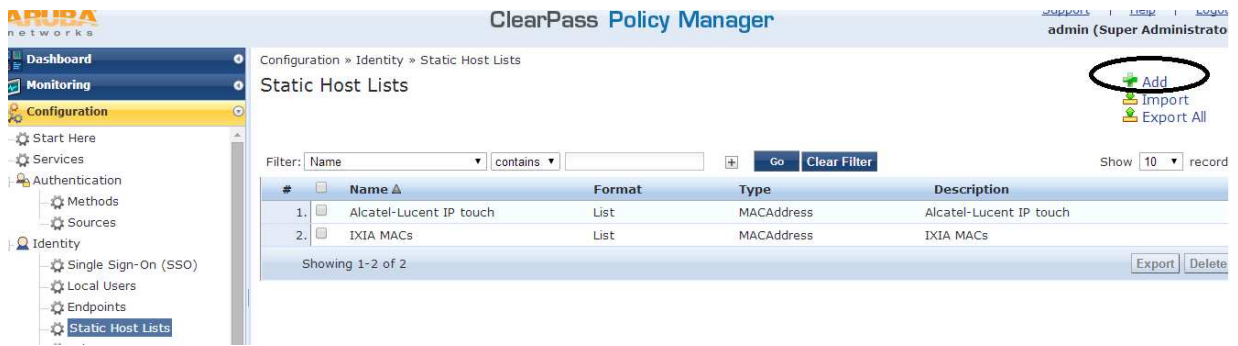 ARUBA
networks
ClearPass Policy Manager
Support | Help | Logou
admin (Super Administrato
Dashboard
Monitoring
Configuration
Start Here
Services
Authentication
Methods
Sources
Identity
Single Sign-On (SSO)
Local Users
Endpoints
Static Host Lists
Configuration » Identity » Static Host Lists
Static Host Lists
Add
Import
Export All
Filter: Name contains + Go Clear Filter Show 10 record
# Name Format Type Description
1. Alcatel-Lucent IP touch List MACAddress Alcatel-Lucent IP touch
2. IXIA MACs List MACAddress IXIA MACs
Showing 1-2 of 2 Export Delete